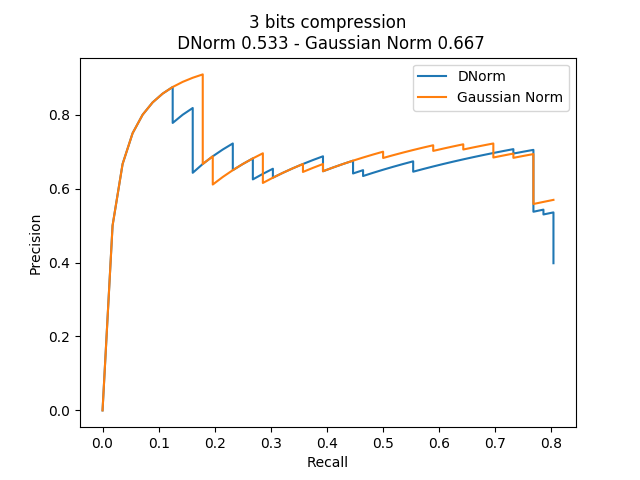 3 bits compression
DNorm 0.533 - Gaussian Norm 0.667
DNorm
Gaussian Norm
Precision
0.8
0.6
0.4
0.2
0.0
0.0 0.1 0.2 0.3 0.4 0.5 0.6 0.7 0.8
Recall